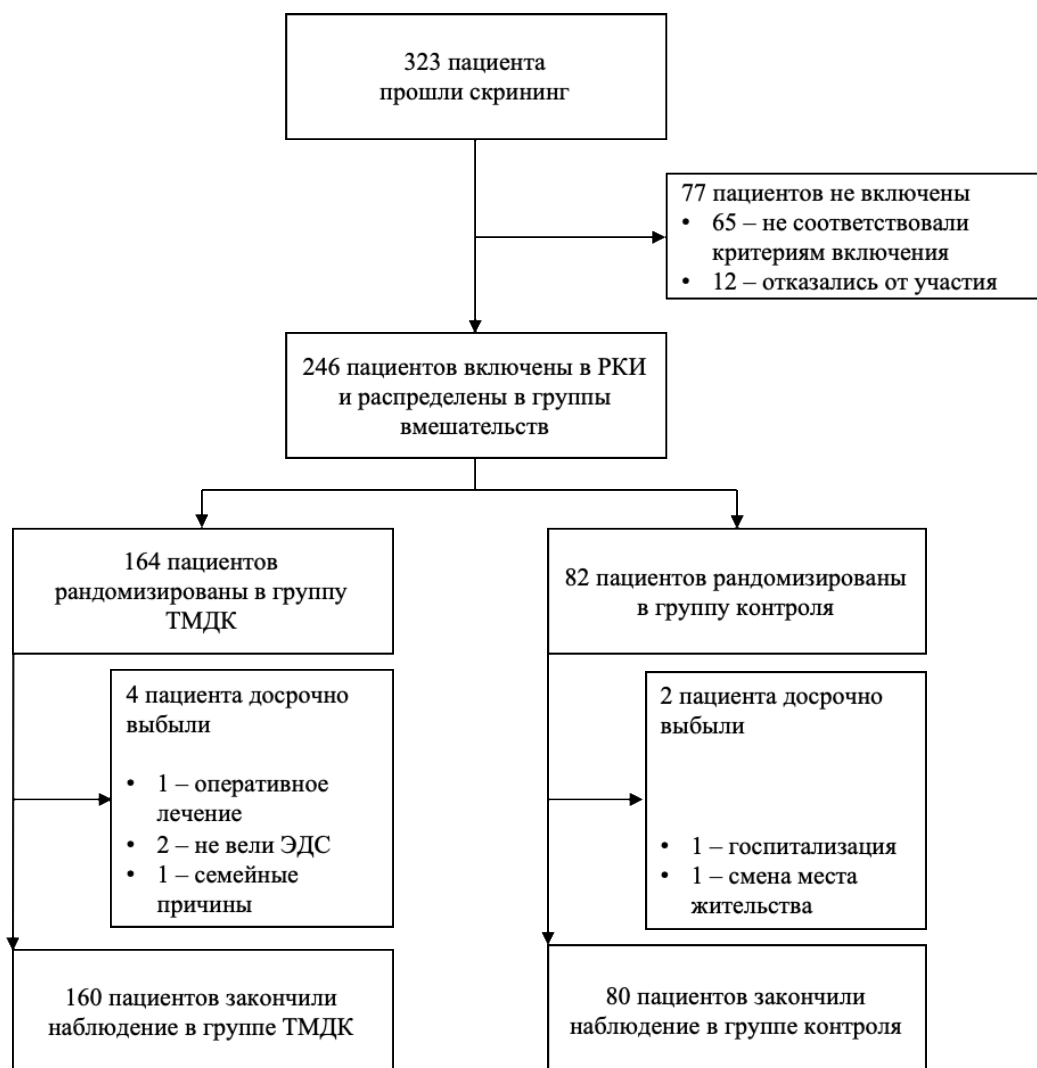 323 пациента
прошли скрининг
77 пациентов не включены
• 65 – не соответствовали
критериям включения
• 12 – отказались от участия
246 пациентов включены в РКИ
и распределены в группы
вмешательств
164 пациентов
рандомизированы в группу
ТМДК
82 пациентов рандомизированы
в группу контроля
4 пациента досрочно
выбыли
• 1 – оперативное
лечение
• 2 – не вели ЭДС
• 1 – семейные
причины
2 пациента досрочно
выбыли
• 1 – госпитализация
• 1 – смена места
жительства
160 пациентов закончили
наблюдение в группе ТМДК
80 пациентов закончили
наблюдение в группе контроля